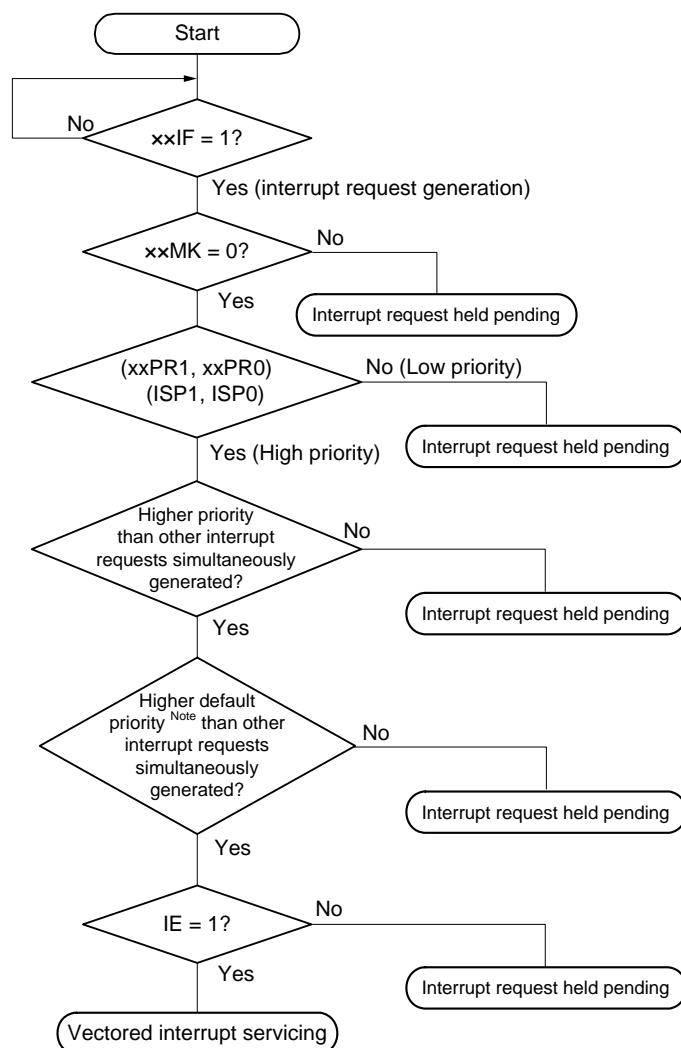 Start
No
××IF = 1?
Yes (interrupt request generation)
No
××MK = 0?
Yes
Interrupt request held pending
(xxPR1, xxPR0)
(ISP1, ISP0)
No (Low priority)
Interrupt request held pending
Yes (High priority)
Higher priority
than other interrupt
requests simultaneously
generated?
No
Interrupt request held pending
Yes
Higher default
priority Note than other
interrupt requests
simultaneously
generated?
No
Interrupt request held pending
Yes
IE = 1?
No
Interrupt request held pending
Yes
Vectored interrupt servicing